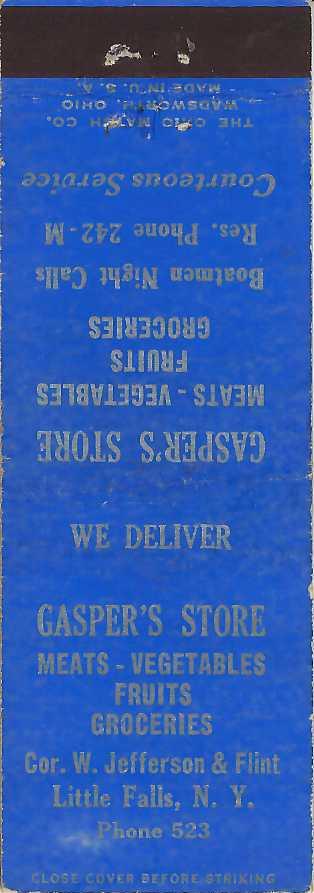 THE OHIO MATCH CO.
WADSWORTH, OHIO
MADE IN U. S. A.
Courteous Service
Res. Phone 242-M
Boatmen Night Calls
GROCERIES
FRUITS
MEATS - VEGETABLES
GASPER'S STORE
WE DELIVER
GASPER'S STORE
MEATS - VEGETABLES
FRUITS
GROCERIES
Cor. W. Jefferson & Flint
Little Falls, N. Y.
Phone 523
CLOSE COVER BEFORE STRIKING